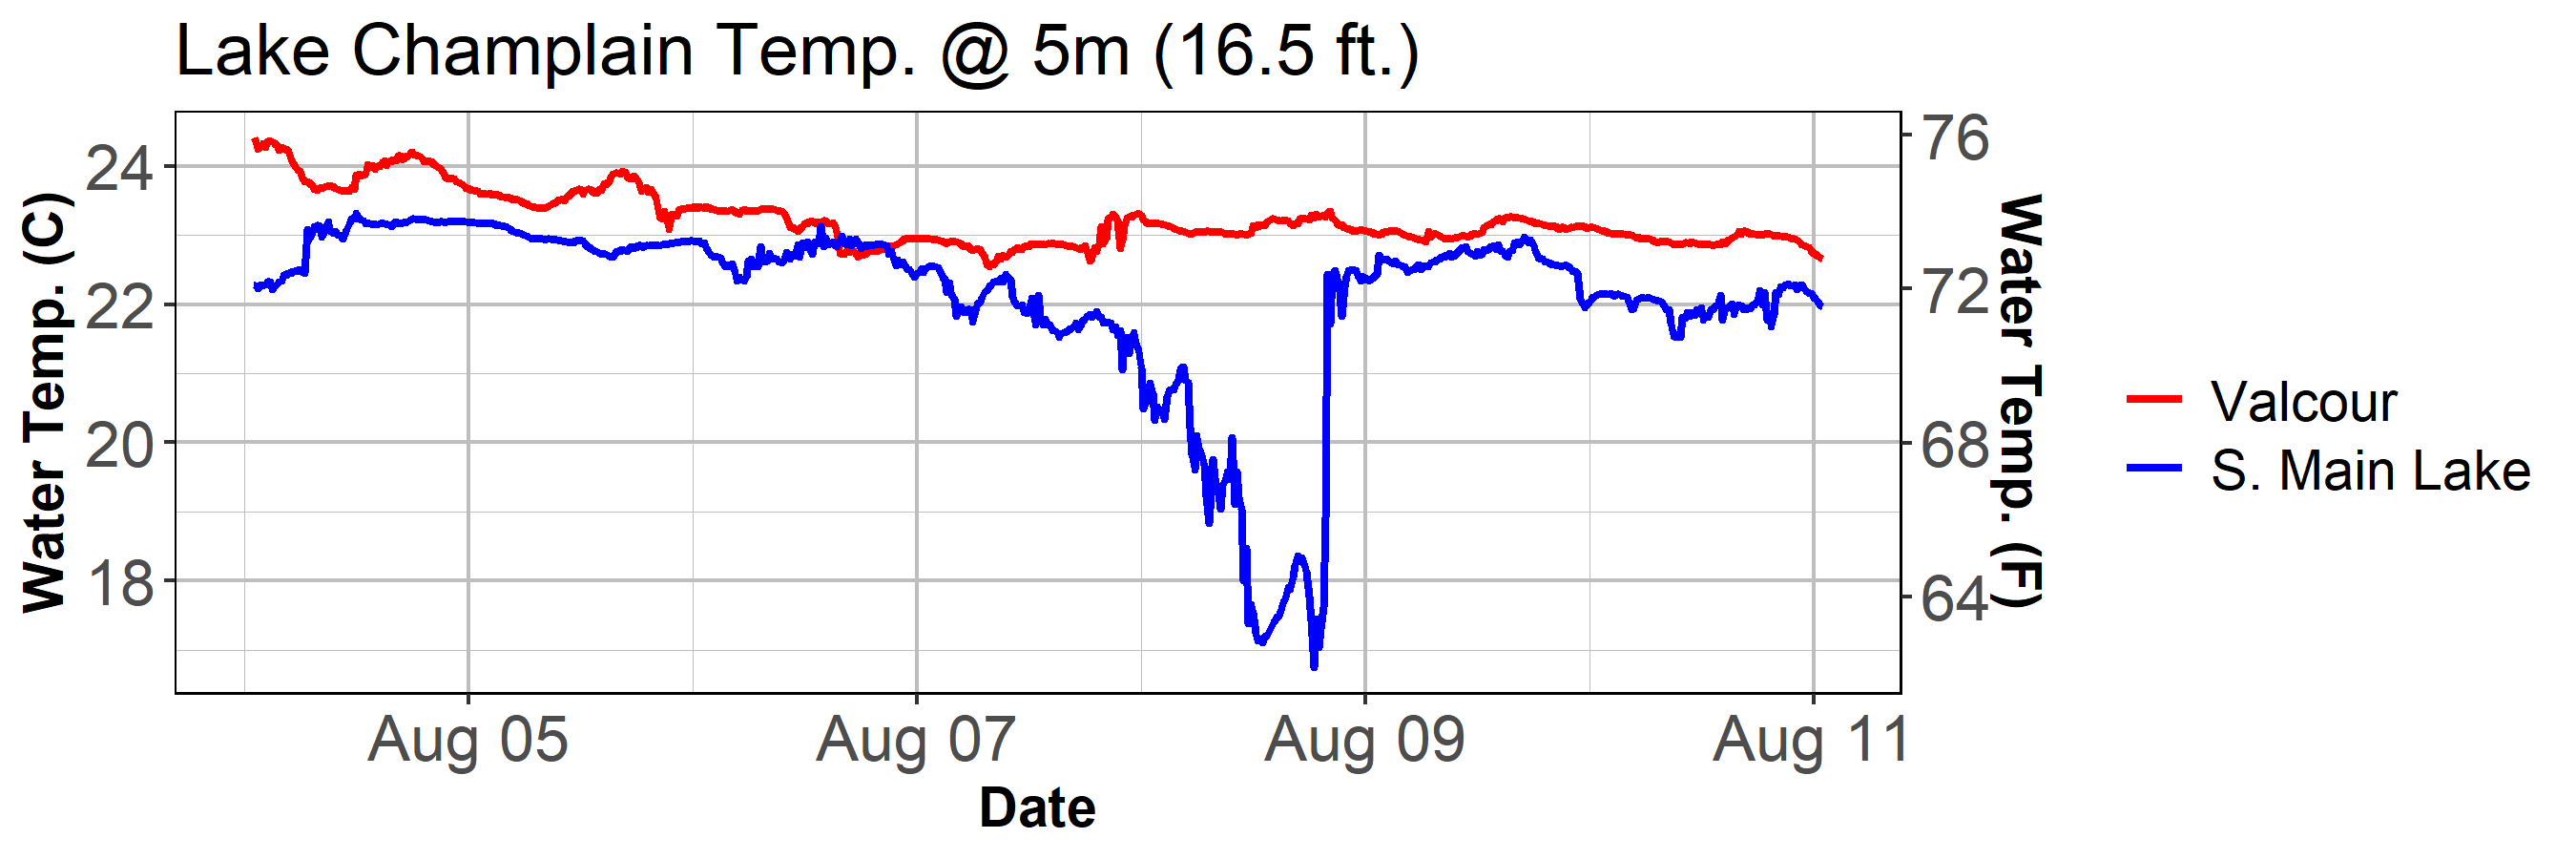 Lake Champlain Temp. @ 5m (16.5 ft.)
Water Temp. (C)
24
22
20
18
76
72
68
64
Water Temp. (F)
Aug 05
Aug 07
Aug 09
Aug 11
Date
Valcour
S. Main Lake